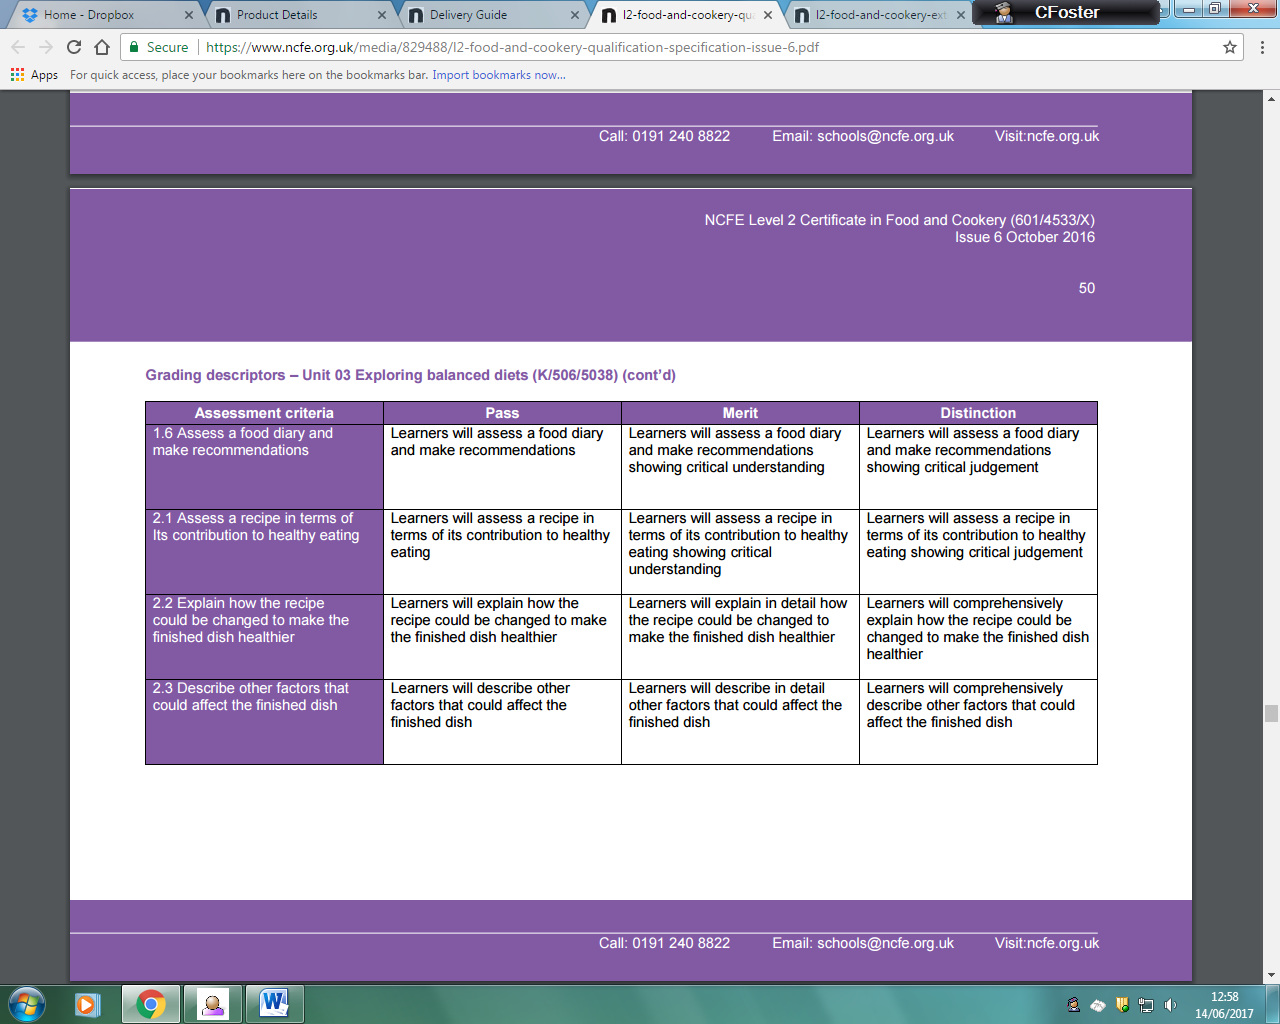 Home - Dropbox
Product Details
Delivery Guide
l2-food-and-cookery-qu
l2-food-and-cookery-ext
CFoster
Secure
https://www.ncfe.org.uk/media/829488/l2-food-and-cookery-qualification-specification-issue-6.pdf
Apps For quick access, place your bookmarks here on the bookmarks bar. Import bookmarks now...
Call: 0191 240 8822 Email: schools@ncfe.org.uk Visit:ncfe.org.uk
NCFE Level 2 Certificate in Food and Cookery (601/4533/X)
Issue 6 October 2016
50
Grading descriptors – Unit 03 Exploring balanced diets (K/506/5038) (cont'd)
Assessment criteria
Pass
Merit
Distinction
1.6 Assess a food diary and
make recommendations
Learners will assess a food diary
and make recommendations
Learners will assess a food diary
and make recommendations
showing critical understanding
Learners will assess a food diary
and make recommendations
showing critical judgement
2.1 Assess a recipe in terms of
Its contribution to healthy eating
Learners will assess a recipe in
terms of its contribution to healthy
eating
Learners will assess a recipe in
terms of its contribution to healthy
eating showing critical
understanding
Learners will assess a recipe in
terms of its contribution to healthy
eating showing critical judgement
2.2 Explain how the recipe
could be changed to make the
finished dish healthier
Learners will explain how the
recipe could be changed to make
the finished dish healthier
Learners will explain in detail how
the recipe could be changed to
make the finished dish healthier
Learners will comprehensively
explain how the recipe could be
changed to make the finished dish
healthier
2.3 Describe other factors that
could affect the finished dish
Learners will describe other
factors that could affect the
finished dish
Learners will describe in detail
other factors that could affect the
finished dish
Learners will comprehensively
describe other factors that could
affect the finished dish
Call: 0191 240 8822 Email: schools@ncfe.org.uk Visit:ncfe.org.uk
12:58
14/06/2017